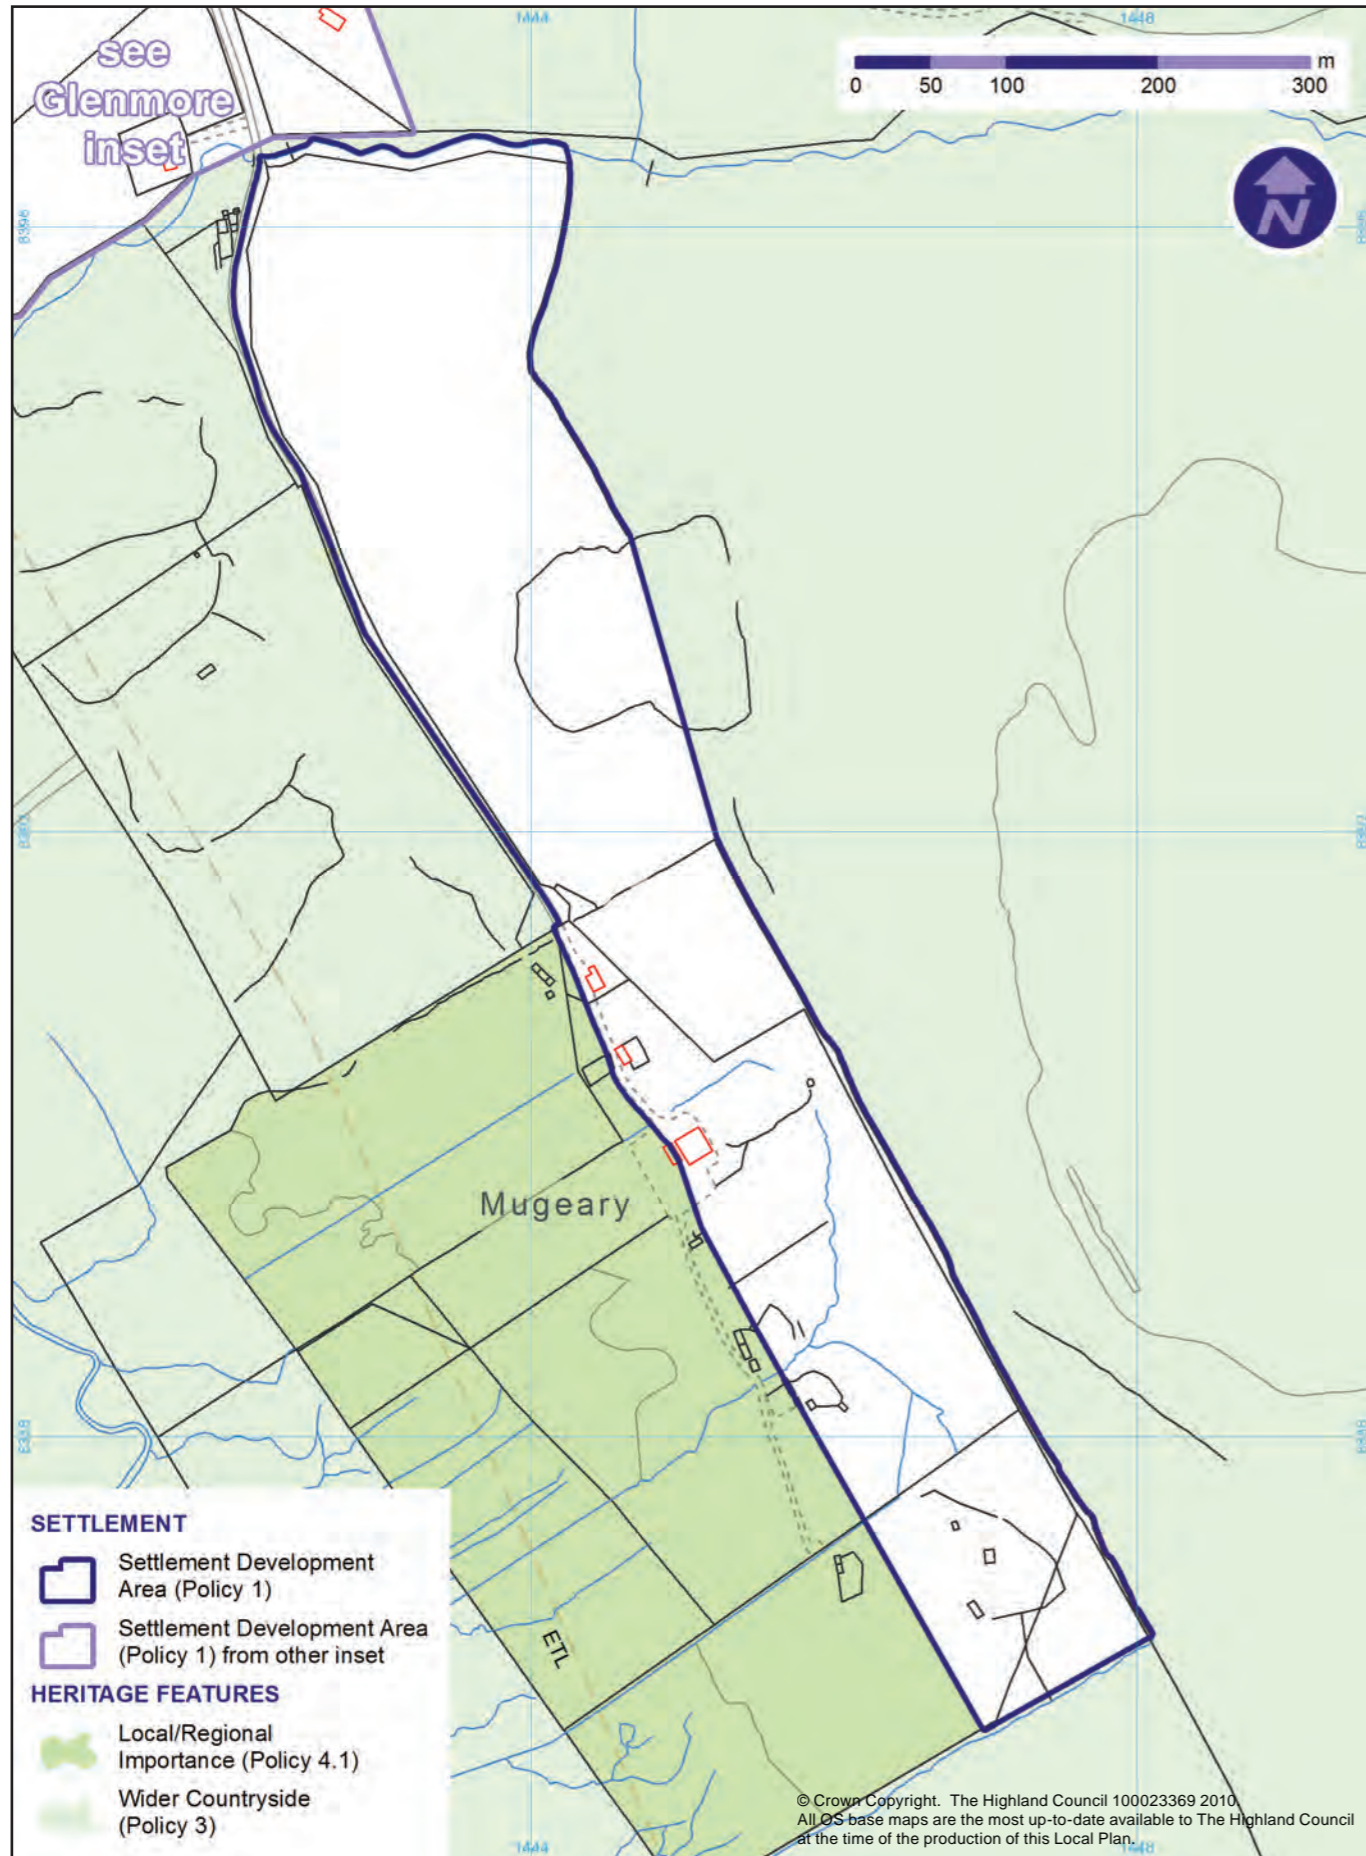 1444
1448
see
Glenmore
inset
m
0 50 100 200 300
N
Mugeary
SETTLEMENT
Settlement Development
Area (Policy 1)
Settlement Development Area
(Policy 1) from other inset
HERITAGE FEATURES
Local/Regional
Importance (Policy 4.1)
Wider Countryside
(Policy 3)
ETL
© Crown Copyright. The Highland Council 100023369 2010.
All OS base maps are the most up-to-date available to The Highland Council
at the time of the production of this Local Plan.
1444
1448